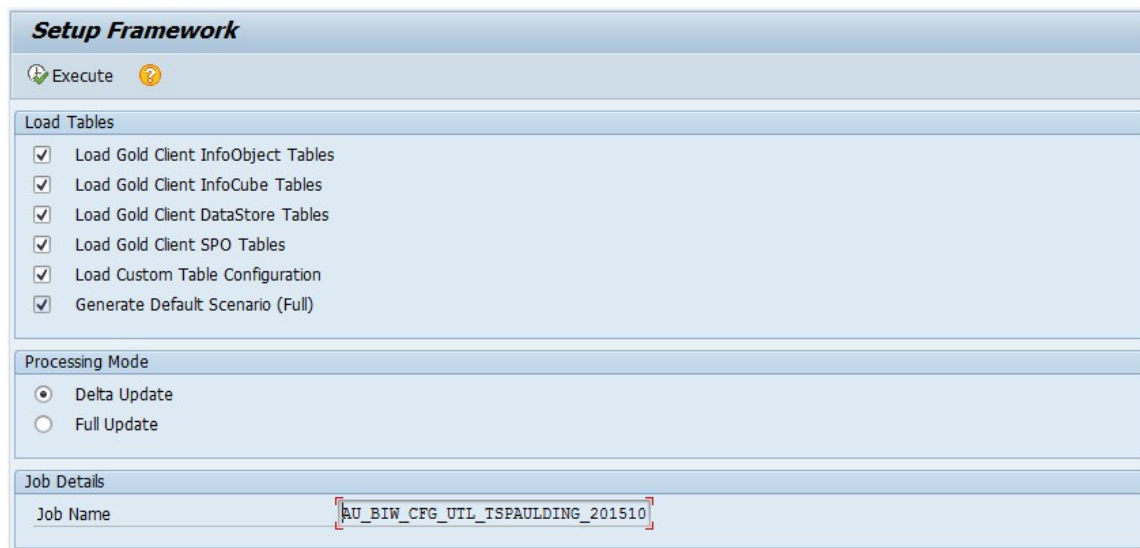 Setup Framework
Execute
Load Tables
Load Gold Client InfoObject Tables
Load Gold Client InfoCube Tables
Load Gold Client DataStore Tables
Load Gold Client SPO Tables
Load Custom Table Configuration
Generate Default Scenario (Full)
Processing Mode
Delta Update
Full Update
Job Details
Job Name AU_BIW_CFG_UTL_TSPAULDING_201510